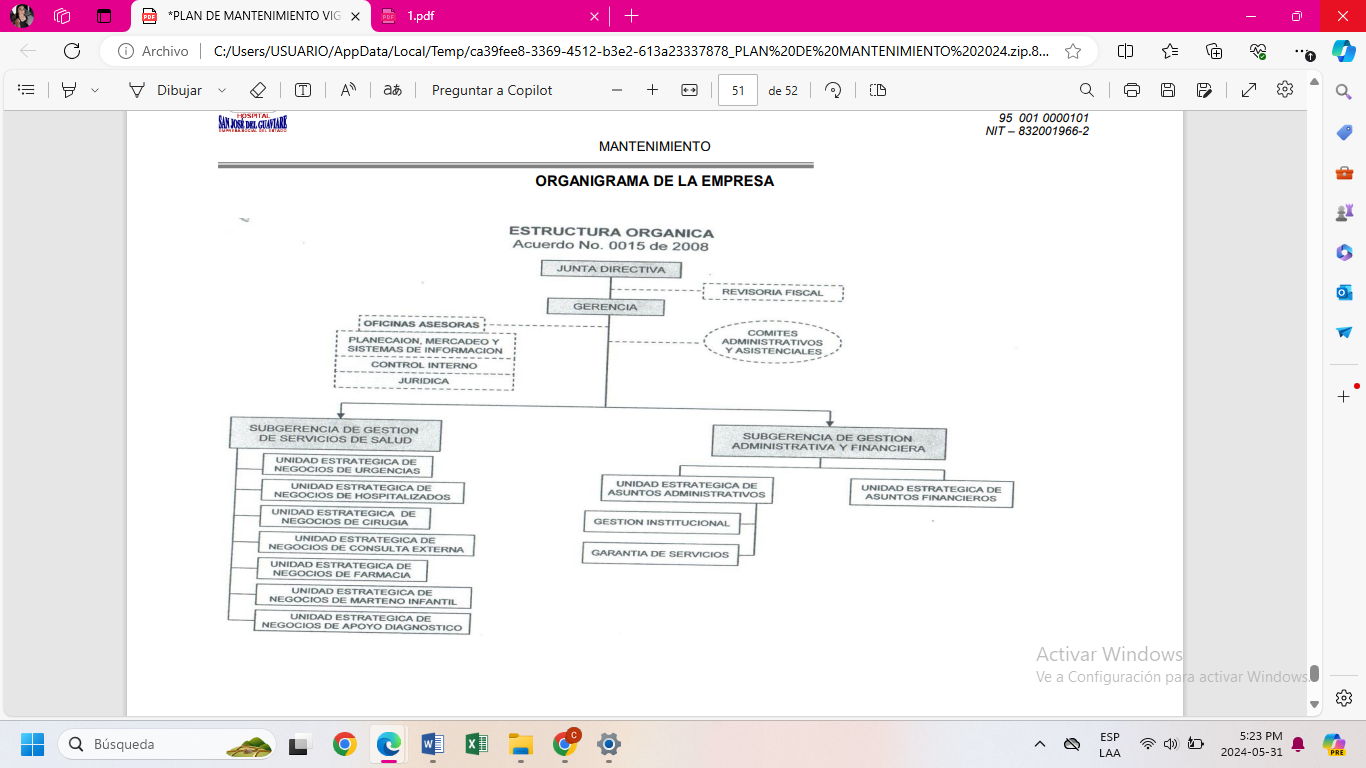 *PLAN DE MANTENIMIENTO VIG
1.pdf
Archivo
C:/Users/USUARIO/AppData/Local/Temp/ca39fee8-3369-4512-b3e2-613a23337878_PLAN%20DE%20MANTENIMIENTO%202024.zip.8...
Dibujar
aあ
Preguntar a Copilot
51
de 52
HOSPITAL
SAN JOSÉ DEL GUAVIARE
EMPRESA SOCIAL DEL ESTADO
95 001 0000101
NIT – 832001966-2
MANTENIMIENTO
ORGANIGRAMA DE LA EMPRESA
ESTRUCTURA ORGANICA
Acuerdo No. 0015 de 2008
JUNTA DIRECTIVA
REVISORIA FISCAL
GERENCIA
OFICINAS ASESORAS
PLANECAION, MERCADEO Y
SISTEMAS DE INFORMACION
CONTROL INTERNO
JURIDICA
COMITES
ADMINISTRATIVOS
Y ASISTENCIALES
SUBGERENCIA DE GESTION
DE SERVICIOS DE SALUD
UNIDAD ESTRATEGICA DE
NEGOCIOS DE URGENCIAS
UNIDAD ESTRATEGICA DE
NEGOCIOS DE HOSPITALIZADOS
UNIDAD ESTRATEGICA DE
NEGOCIOS DE CIRUGIA
UNIDAD ESTRATEGICA DE
NEGOCIOS DE CONSULTA EXTERNA
UNIDAD ESTRATEGICA DE
NEGOCIOS DE FARMACIA
UNIDAD ESTRATEGICA DE
NEGOCIOS DE MARTENO INFANTIL
UNIDAD ESTRATEGICA DE
NEGOCIOS DE APOYO DIAGNOSTICO
SUBGERENCIA DE GESTION
ADMINISTRATIVA Y FINANCIERA
UNIDAD ESTRATEGICA DE
ASUNTOS ADMINISTRATIVOS
GESTION INSTITUCIONAL
GARANTIA DE SERVICIOS
UNIDAD ESTRATEGICA DE
ASUNTOS FINANCIEROS
Activar Windows
Ve a Configuración para activar Windows.
Búsqueda
ESP
LAA
5:23 PM
2024-05-31
PRE